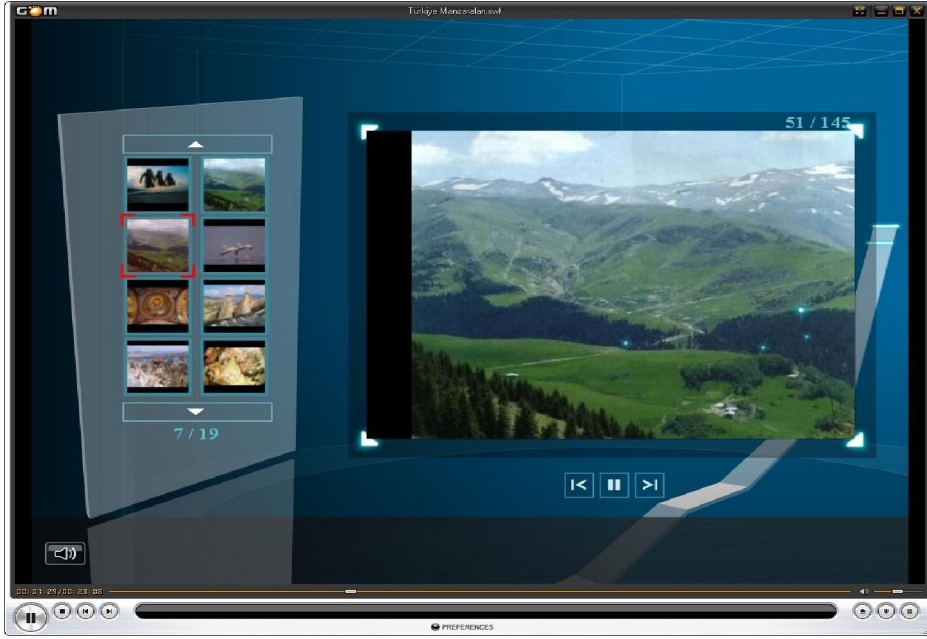 GOM
Türkiye Manzaraları.swf
51 / 145
7 / 19
PREFERENCES